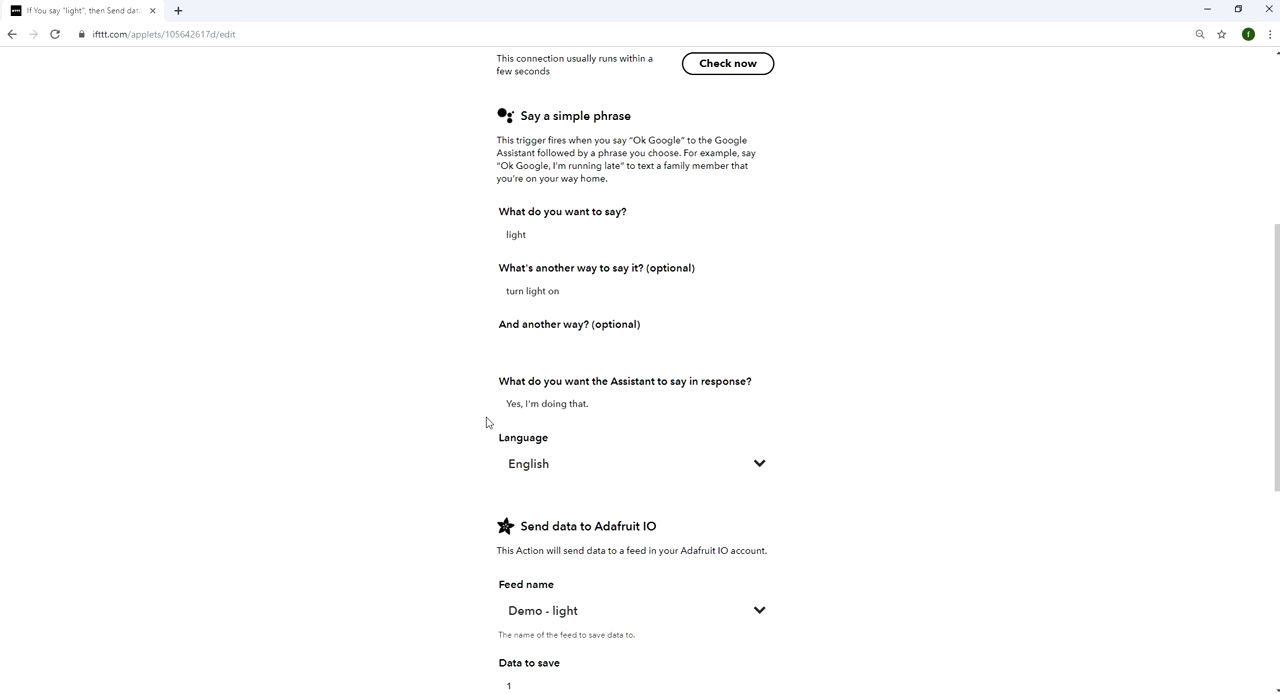 If You say "light", then Send dat
ifttt.com/applets/105642617d/edit
f
This connection usually runs within a
few seconds
Check now
Say a simple phrase
This trigger fires when you say “Ok Google” to the Google
Assistant followed by a phrase you choose. For example, say
“Ok Google, I’m running late” to text a family member that
you’re on your way home.
What do you want to say?
light
What's another way to say it? (optional)
turn light on
And another way? (optional)
What do you want the Assistant to say in response?
Yes, I'm doing that.
Language
English
Send data to Adafruit IO
This Action will send data to a feed in your Adafruit IO account.
Feed name
Demo - light
The name of the feed to save data to.
Data to save
1